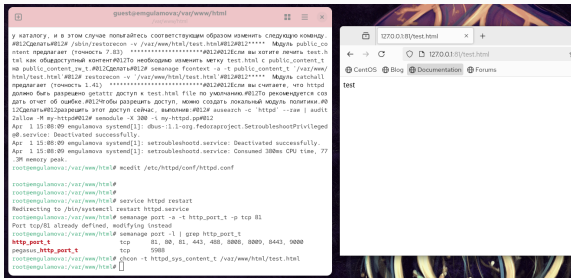 guest@emgulamova:/var/www/html
/var/www/html
у каталогу, и в этом случае попытайтесь соответствующим образом изменить следующую команду.
#012Сделать#012# /sbin/restorecon -v /var/www/html/test.html#012#012***** Модуль public_co
ntent предлагает (точность 7.83) ******************#012#012Если вы хотите лечить test.h
tml как общедоступный контент#012То необходимо изменить метку test.html с public_content_t
на public_content_rw_t.#012Сделать#012# semanage fcontext -a -t public_content_t '/var/www/
html/test.html'#012# restorecon -v '/var/www/html/test.html'#012#012***** Модуль catchall
предлагает (точность 1.41) ******************#012#012Если вы считаете, что httpd
должно быть разрешено getattr доступ к test.html file по умолчанию.#012То рекомендуется соз
дать отчет об ошибке.#012Чтобы разрешить доступ, можно создать локальный модуль политики.#0
12Сделать#012разрешить этот доступ сейчас, выполнив:#012# ausearch -c 'httpd' --raw | audit
2allow -M my-httpd#012# semodule -X 300 -i my-httpd.pp#012
Apr 1 15:08:09 emgulamova systemd[1]: dbus-:1.1-org.fedoraproject.SetroubleshootPrivileged
@0.service: Deactivated successfully.
Apr 1 15:08:09 emgulamova systemd[1]: setroubleshootd.service: Deactivated successfully.
Apr 1 15:08:09 emgulamova systemd[1]: setroubleshootd.service: Consumed 380ms CPU time, 77
.3M memory peak.
root@emgulamova:/var/www/html# mcedit /etc/httpd/conf/httpd.conf
root@emgulamova:/var/www/html#
root@emgulamova:/var/www/html#
root@emgulamova:/var/www/html# service httpd restart
Redirecting to /bin/systemctl restart httpd.service
root@emgulamova:/var/www/html# semanage port -a -t http_port_t -p tcp 81
Port tcp/81 already defined, modifying instead
root@emgulamova:/var/www/html# semanage port -l | grep http_port_t
http_port_t tcp 81, 80, 81, 443, 488, 8008, 8009, 8443, 9000
pegasus_http_port_t tcp 5988
root@emgulamova:/var/www/html# chcon -t httpd_sys_content_t /var/www/html/test.html
root@emgulamova:/var/www/html#
127.0.0.1:81/test.html
127.0.0.1:81/test.html
CentOS Blog Documentation Forums
test